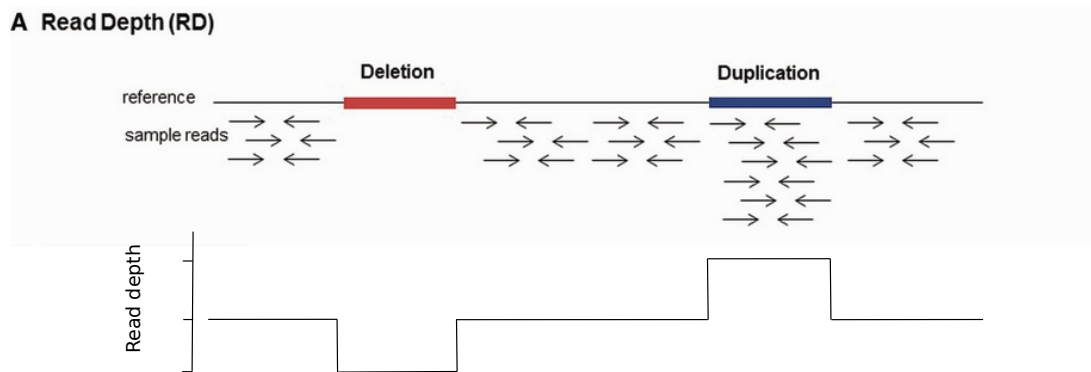 A Read Depth (RD)
Deletion
Duplication
reference
sample reads
Read depth